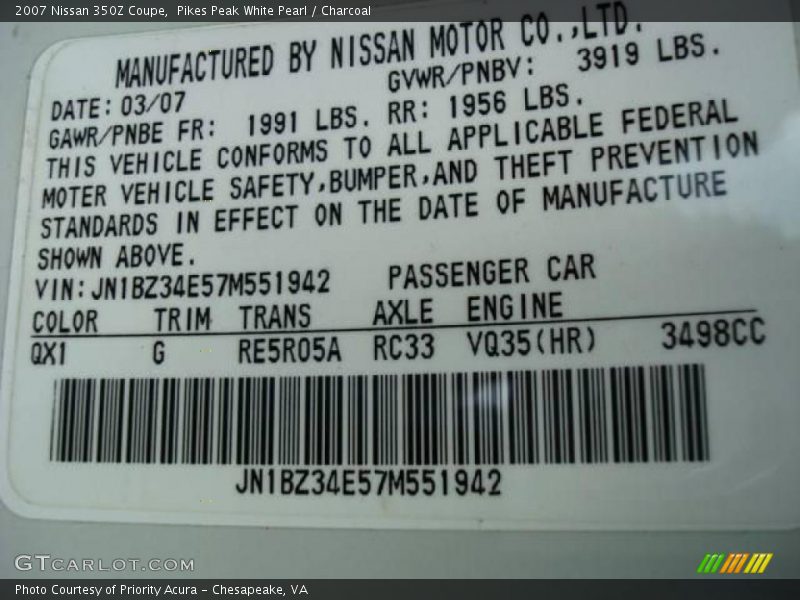 2007 Nissan 350Z Coupe,  Pikes Peak White Pearl / Charcoal
MANUFACTURED BY NISSAN MOTOR CO.,LTD.
DATE: 03/07 GVWR/PNBV: 3919 LBS.
GAWR/PNBE FR: 1991 LBS. RR: 1956 LBS.
THIS VEHICLE CONFORMS TO ALL APPLICABLE FEDERAL
MOTER VEHICLE SAFETY,BUMPER,AND THEFT PREVENTION
STANDARDS IN EFFECT ON THE DATE OF MANUFACTURE
SHOWN ABOVE.
VIN: JN1BZ34E57M551942 PASSENGER CAR
COLOR TRIM TRANS AXLE ENGINE
QX1 G RE5R05A RC33 VQ35(HR) 3498CC
JN1BZ34E57M551942
GTCARLOT.COM
Photo Courtesy of Priority Acura – Chesapeake, VA